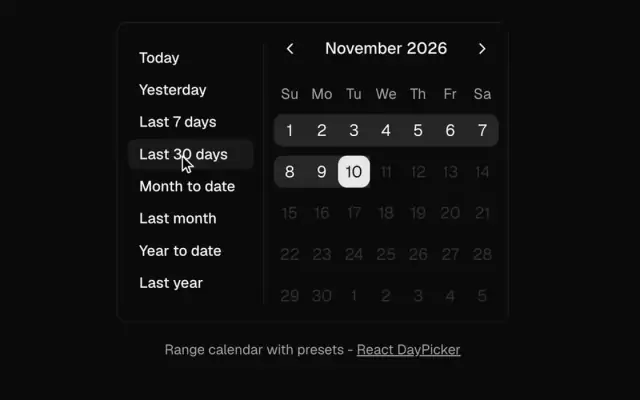 Today
Yesterday
Last 7 days
Last 30 days
Month to date
Last month
Year to date
Last year
November 2026
Su Mo Tu We Th Fr Sa
1 2 3 4 5 6 7
8 9 10 11 12 13 14
15 16 17 18 19 20 21
22 23 24 25 26 27 28
29 30 1 2 3 4 5
Range calendar with presets - React DayPicker